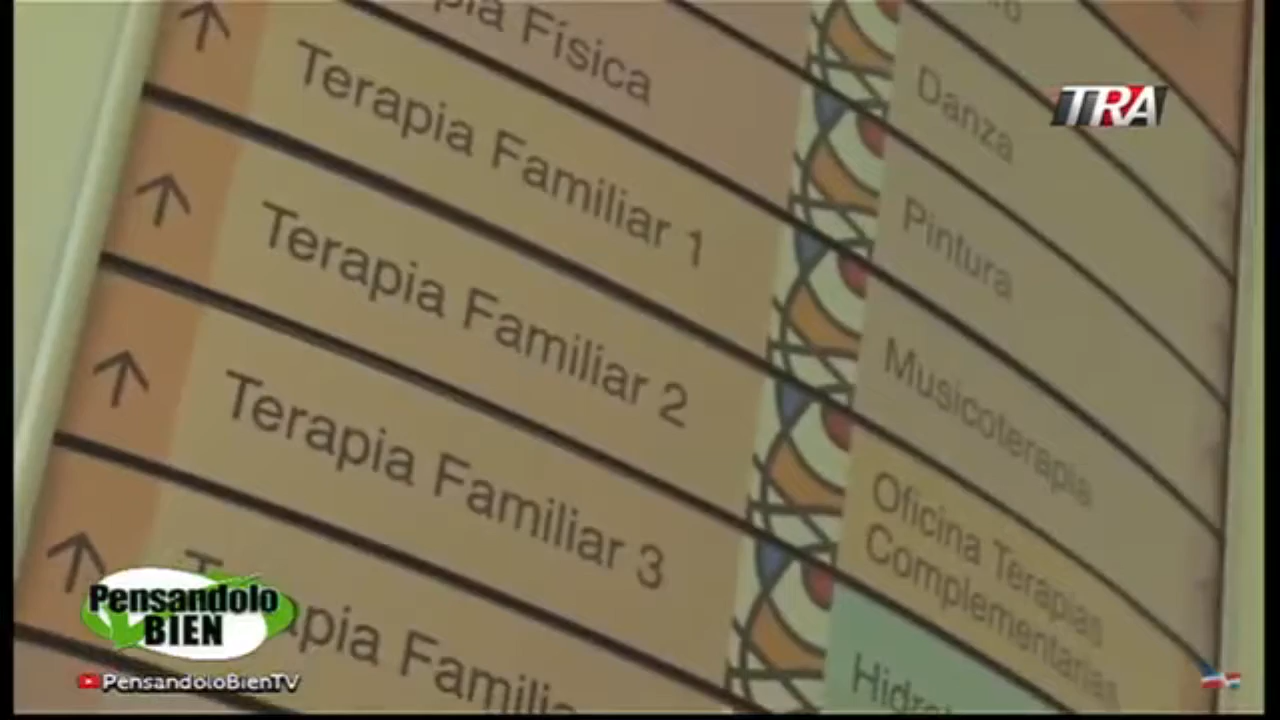 Física
Terapia Familiar 1
Terapia Familiar 2
Terapia Familiar 3
Danza
Pintura
Musicoterapia
Oficina Terapias
Complementarias
TRA
Pensandolo
BIEN
PensandoloBienTV